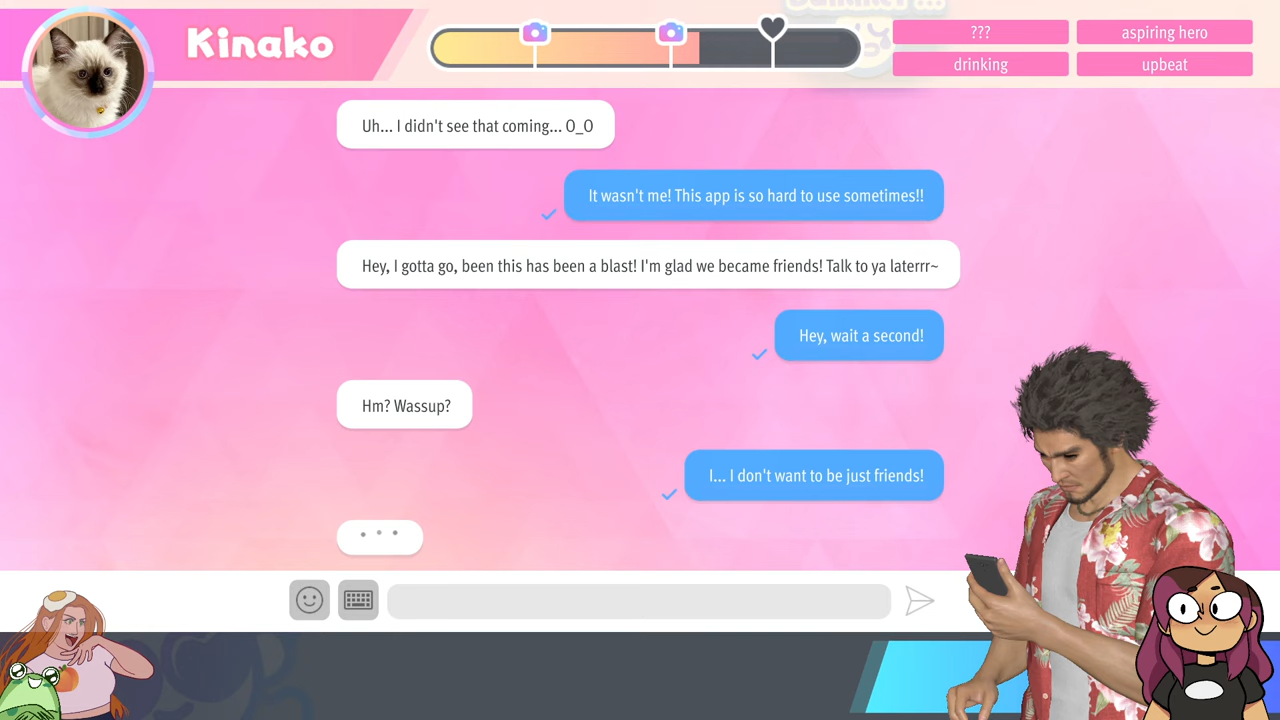 Kinako
???
aspiring hero
drinking
upbeat
Uh... I didn't see that coming... O_O
It wasn't me! This app is so hard to use sometimes!!
Hey, I gotta go, been this has been a blast! I'm glad we became friends! Talk to ya laterrr~
Hey, wait a second!
Hm? Wassup?
I... I don't want to be just friends!